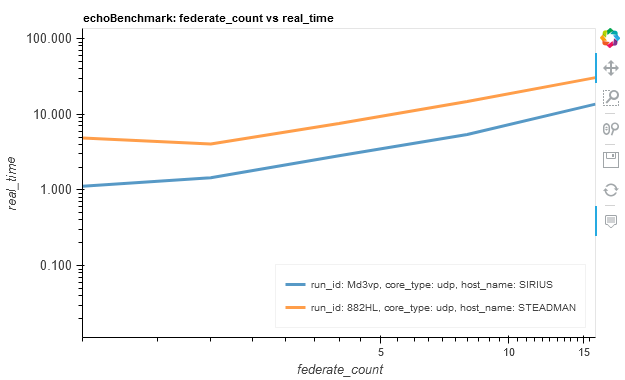 echoBenchmark: federate_count vs real_time
100.000
10.000
1.000
0.100
real_time
run_id: Md3vp, core_type: udp, host_name: SIRIUS
run_id: 882HL, core_type: udp, host_name: STEADMAN
5
10
15
federate_count